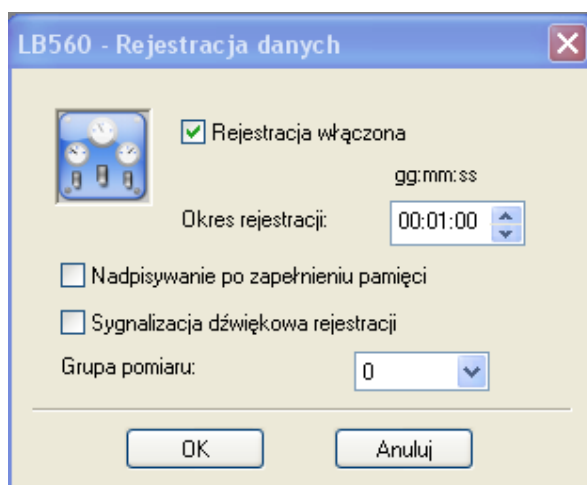 LB560 - Rejestracja danych
Rejestracja włączona
gg:mm:ss
Okres rejestracji: 00:01:00
Nadpisywanie po zapełnieniu pamięci
Sygnalizacja dźwiękowa rejestracji
Grupa pomiaru: 0
OK Anuluj